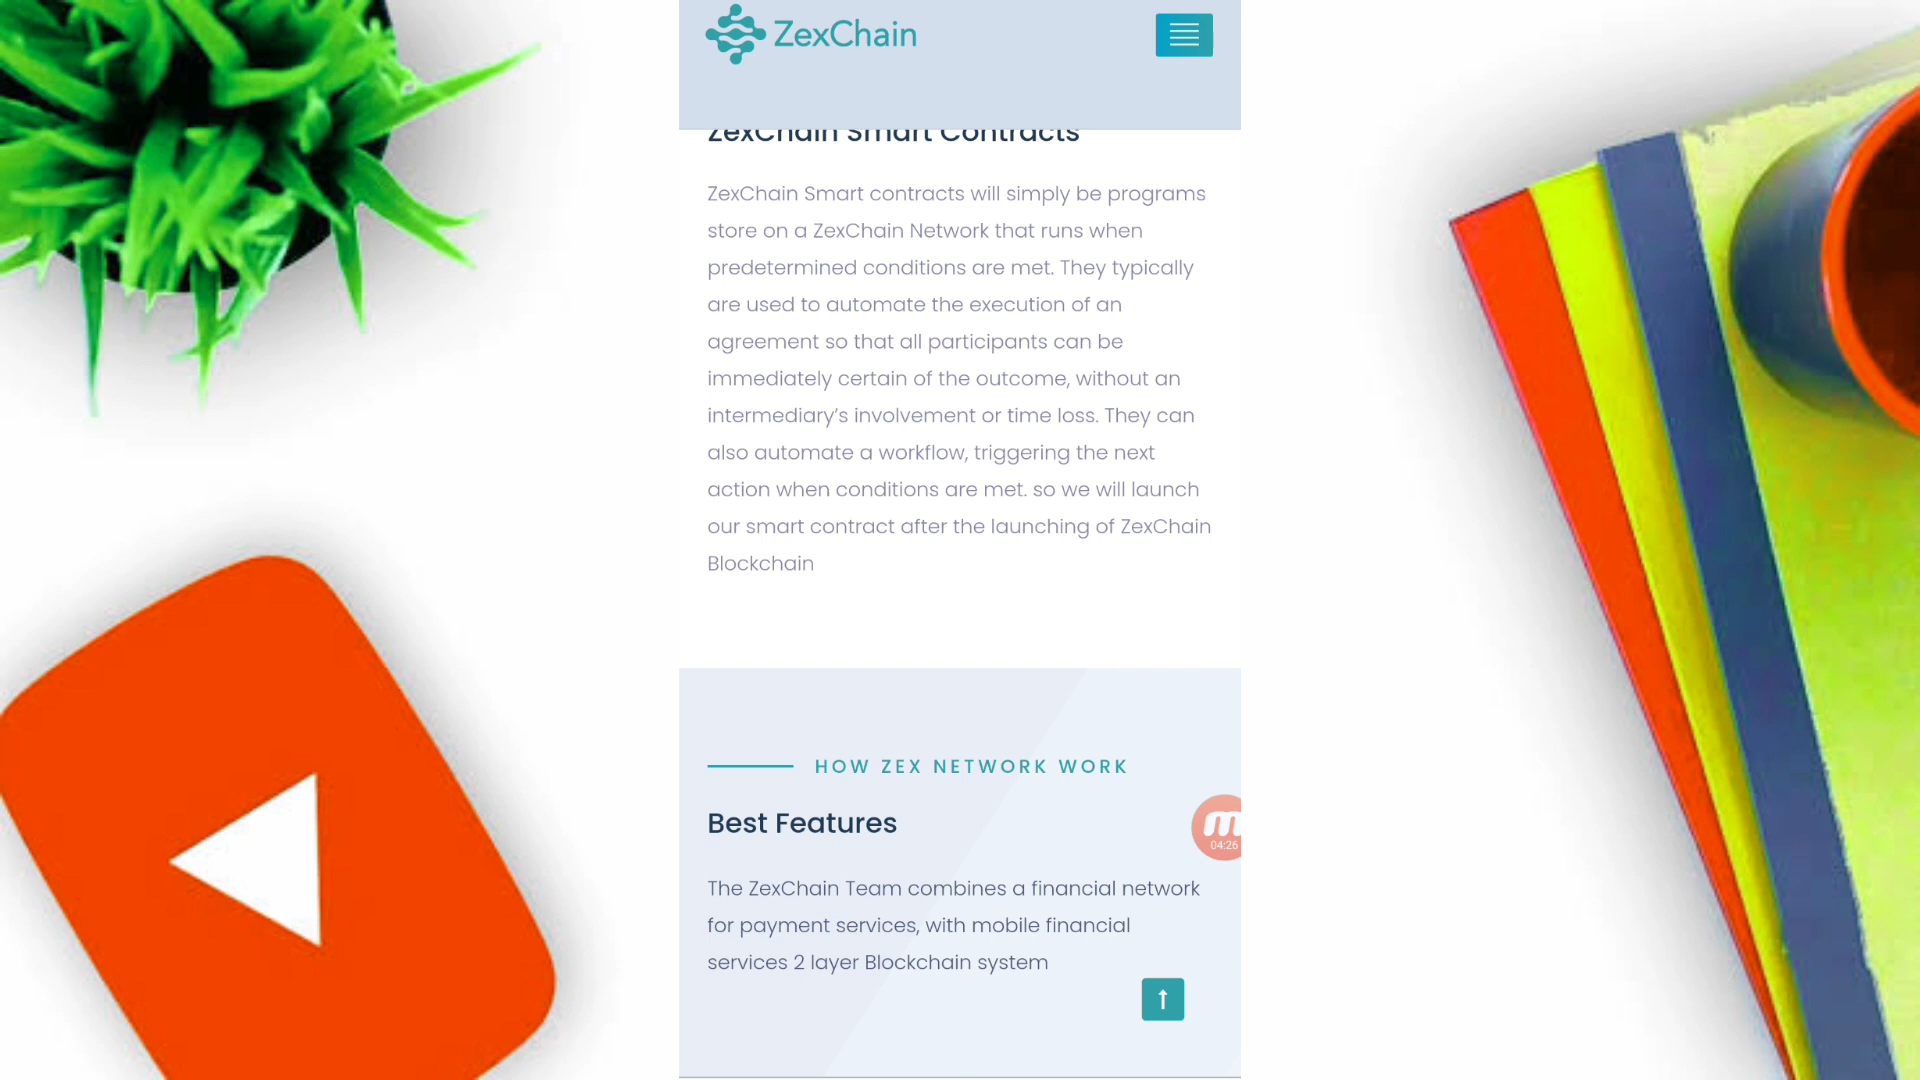 ZexChain
ZexChain Smart Contracts
ZexChain Smart contracts will simply be programs
store on a ZexChain Network that runs when
predetermined conditions are met. They typically
are used to automate the execution of an
agreement so that all participants can be
immediately certain of the outcome, without an
intermediary’s involvement or time loss. They can
also automate a workflow, triggering the next
action when conditions are met. so we will launch
our smart contract after the launching of ZexChain
Blockchain
HOW ZEX NETWORK WORK
Best Features
m
04:26
The ZexChain Team combines a financial network
for payment services, with mobile financial
services 2 layer Blockchain system